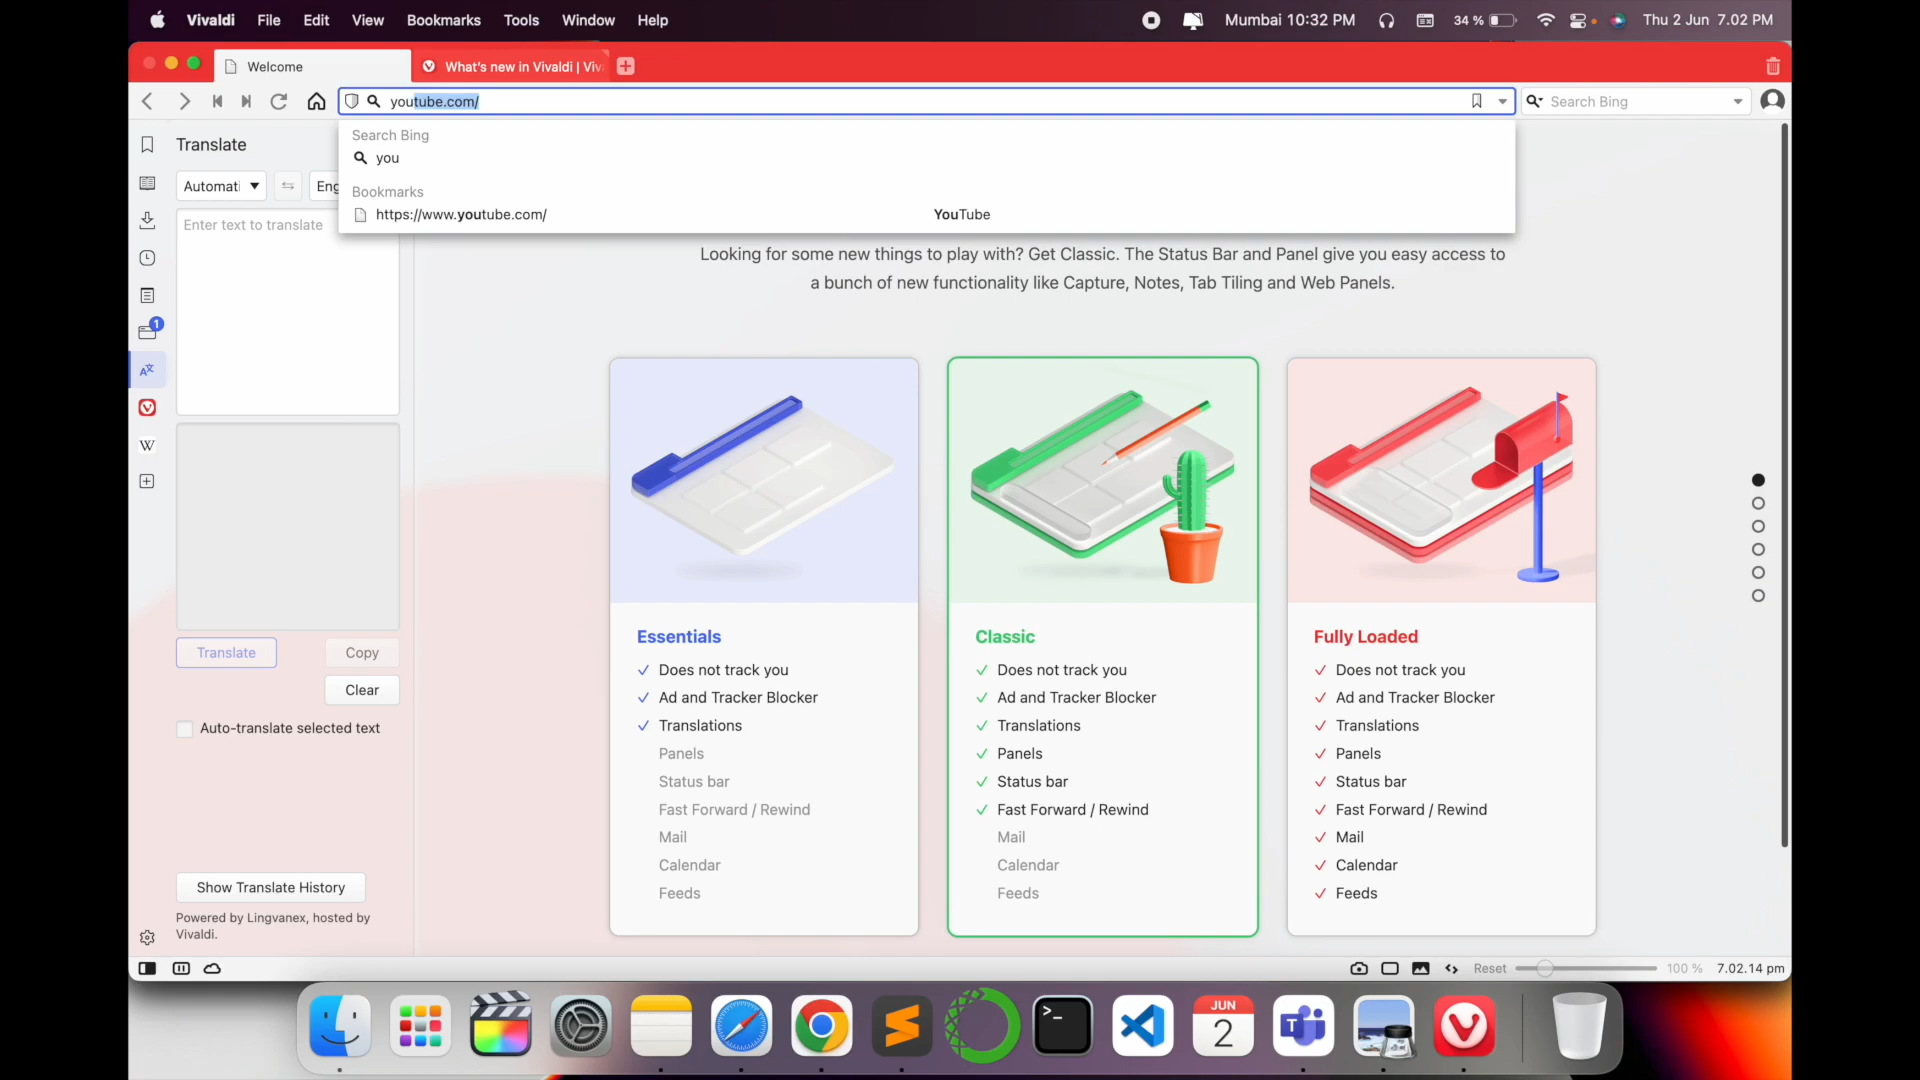 Vivaldi File Edit View Bookmarks Tools Window Help
Mumbai 10:32 PM 34 % Thu 2 Jun 7.02 PM
Welcome
What's new in Vivaldi | Viv
youtube.com/
Search Bing
Search Bing
you
Bookmarks
https://www.youtube.com/ YouTube
Translate
Automati
Eng
Enter text to translate
1
W
Translate
Copy
Clear
Auto-translate selected text
Show Translate History
Powered by Lingvanex, hosted by
Vivaldi.
Looking for some new things to play with? Get Classic. The Status Bar and Panel give you easy access to
a bunch of new functionality like Capture, Notes, Tab Tiling and Web Panels.
Essentials
Does not track you
Ad and Tracker Blocker
Translations
Panels
Status bar
Fast Forward / Rewind
Mail
Calendar
Feeds
Classic
Does not track you
Ad and Tracker Blocker
Translations
Panels
Status bar
Fast Forward / Rewind
Mail
Calendar
Feeds
Fully Loaded
Does not track you
Ad and Tracker Blocker
Translations
Panels
Status bar
Fast Forward / Rewind
Mail
Calendar
Feeds
Reset 100 % 7.02.14 pm
JUN
2
T